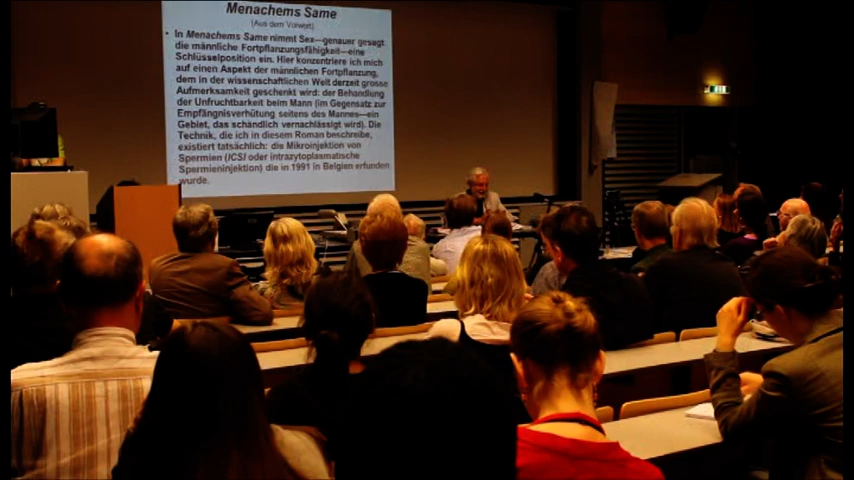 Menachems Same
(Aus dem Vorwort)
• In Menachems Same nimmt Sex—genauer gesagt
die männliche Fortpflanzungsfähigkeit—eine
Schlüsselposition ein. Hier konzentriere ich mich
auf einen Aspekt der männlichen Fortpflanzung,
dem in der wissenschaftlichen Welt derzeit grosse
Aufmerksamkeit geschenkt wird: der Behandlung
der Unfruchtbarkeit beim Mann (im Gegensatz zur
Empfängnisverhütung seitens des Mannes—ein
Gebiet, das schändlich vernachlässigt wird). Die
Technik, die ich in diesem Roman beschreibe,
existiert tatsächlich: die Mikroinjektion von
Spermien (ICSI oder intrazytoplasmatische
Spermieninjektion) die in 1991 in Belgien erfunden
wurde.